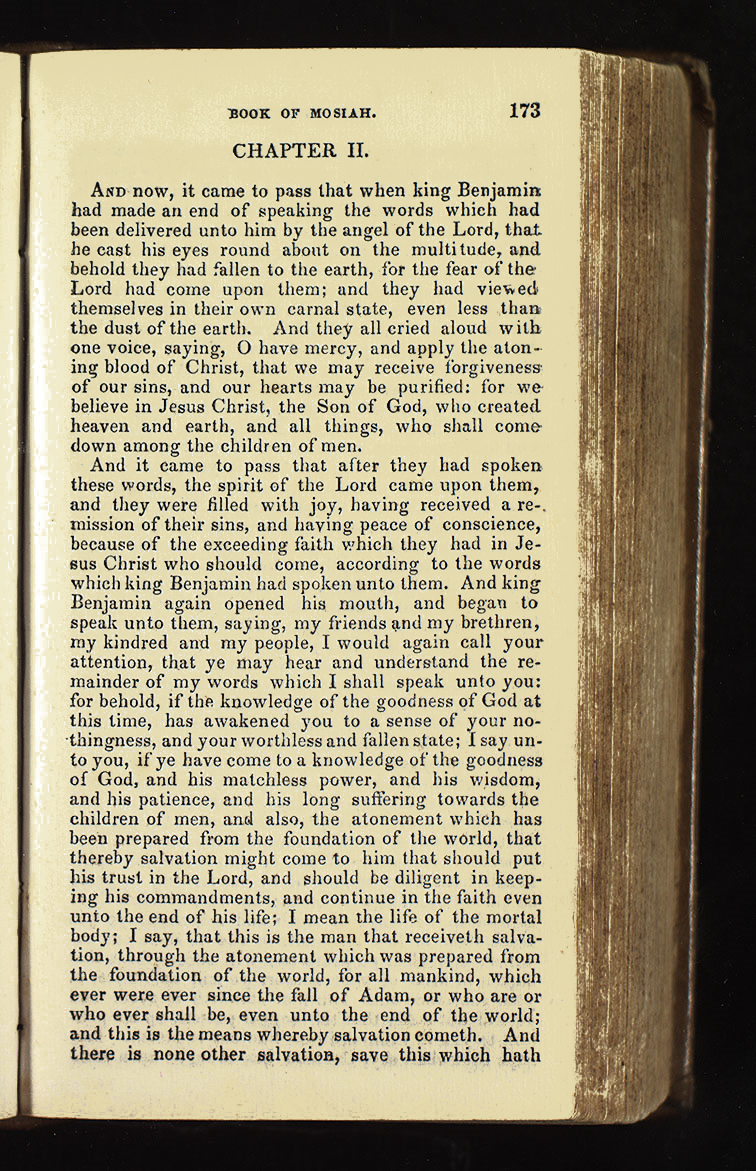 BOOK OF MOSIAH. 173
CHAPTER II.
AND now, it came to pass that when king Benjamin
had made an end of speaking the words which had
been delivered unto him by the angel of the Lord, that
he cast his eyes round about on the multitude, and
behold they had fallen to the earth, for the fear of the
Lord had come upon them; and they had viewed
themselves in their own carnal state, even less than
the dust of the earth. And they all cried aloud with
one voice, saying, O have mercy, and apply the aton-
ing blood of Christ, that we may receive forgiveness
of our sins, and our hearts may be purified: for we
believe in Jesus Christ, the Son of God, who created
heaven and earth, and all things, who shall come
down among the children of men.
And it came to pass that after they had spoken
these words, the spirit of the Lord came upon them,
and they were filled with joy, having received a re-
mission of their sins, and having peace of conscience,
because of the exceeding faith which they had in Je-
sus Christ who should come, according to the words
which king Benjamin had spoken unto them. And king
Benjamin again opened his mouth, and began to
speak unto them, saying, my friends and my brethren,
my kindred and my people, I would again call your
attention, that ye may hear and understand the re-
mainder of my words which I shall speak unto you:
for behold, if the knowledge of the goodness of God at
this time, has awakened you to a sense of your no-
thingness, and your worthless and fallen state; I say un-
to you, if ye have come to a knowledge of the goodness
of God, and his matchless power, and his wisdom,
and his patience, and his long suffering towards the
children of men, and also, the atonement which has
been prepared from the foundation of the world, that
thereby salvation might come to him that should put
his trust in the Lord, and should be diligent in keep-
ing his commandments, and continue in the faith even
unto the end of his life; I mean the life of the mortal
body; I say, that this is the man that receiveth salva-
tion, through the atonement which was prepared from
the foundation of the world, for all mankind, which
ever were ever since the fall of Adam, or who are or
who ever shall be, even unto the end of the world;
and this is the means whereby salvation cometh. And
there is none other salvation, save this which hath